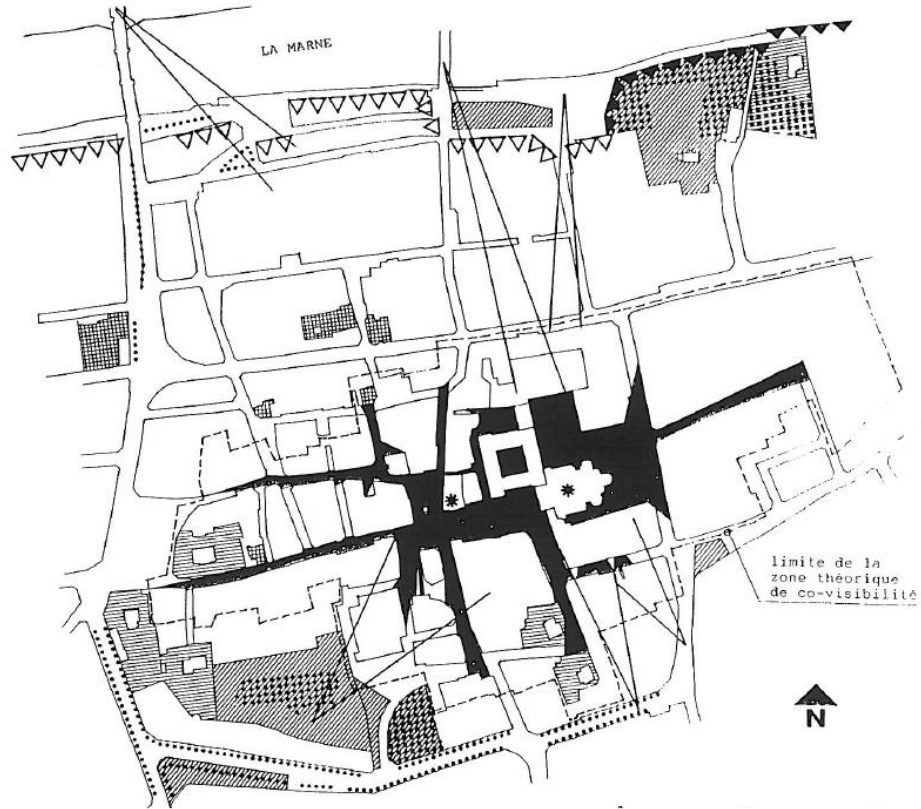 LA MARNE
limite de la
zone théorique
de co-visibilité
N